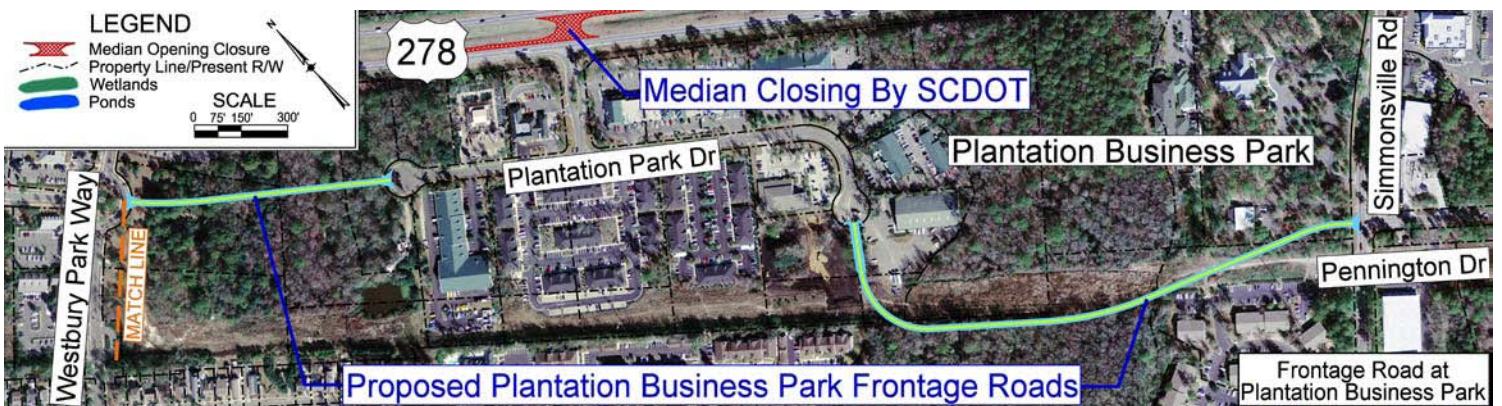 LEGEND
Median Opening Closure
Property Line/Present R/W
Wetlands
Ponds
SCALE
0 75' 150' 300'
278
Median Closing By SCDOT
Simmonsville Rd
Plantation Park Dr
Plantation Business Park
Westbury Park Way
MATCH LINE
Pennington Dr
Proposed Plantation Business Park Frontage Roads
Frontage Road at
Plantation Business Park